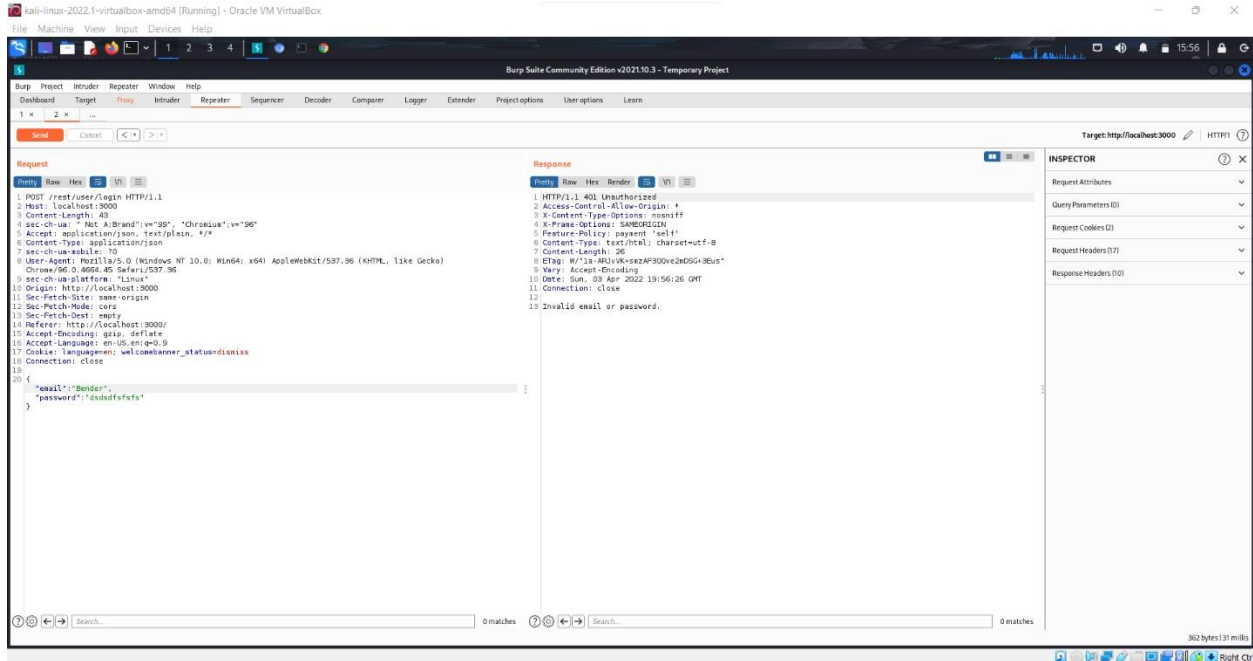 kali-linux-2022.1-virtualbox-amd64 [Running] - Oracle VM VirtualBox
File Machine View Input Devices Help
1 2 3 4
15:56
Burp Suite Community Edition v2021.10.3 - Temporary Project
Burp Project Intruder Repeater Window Help
Dashboard Target Proxy Intruder Repeater Sequencer Decoder Comparer Logger Extender Project options User options Learn
1 × 2 × ...
Send Cancel < > Target: http://localhost:3000 HTTP/1
Request
Pretty Raw Hex \n
1 POST /rest/user/login HTTP/1.1
2 Host: localhost:3000
3 Content-Length: 43
4 sec-ch-ua: " Not A;Brand";v="99", "Chromium";v="96"
5 Accept: application/json, text/plain, */*
6 Content-Type: application/json
7 sec-ch-ua-mobile: ?0
8 User-Agent: Mozilla/5.0 (Windows NT 10.0; Win64; x64) AppleWebKit/537.36 (KHTML, like Gecko)
Chrome/96.0.4664.45 Safari/537.36
9 sec-ch-ua-platform: "Linux"
10 Origin: http://localhost:3000
11 Sec-Fetch-Site: same-origin
12 Sec-Fetch-Mode: cors
13 Sec-Fetch-Dest: empty
14 Referer: http://localhost:3000/
15 Accept-Encoding: gzip, deflate
16 Accept-Language: en-US,en;q=0.9
17 Cookie: language=en; welcomebanner_status=dismiss
18 Connection: close
19
20 {
"email":"Bender",
"password":"dsdsdfsfsfs"
}
Search... 0 matches
Response
Pretty Raw Hex Render \n
1 HTTP/1.1 401 Unauthorized
2 Access-Control-Allow-Origin: *
3 X-Content-Type-Options: nosniff
4 X-Frame-Options: SAMEORIGIN
5 Feature-Policy: payment 'self'
6 Content-Type: text/html; charset=utf-8
7 Content-Length: 26
8 ETag: W/"1a-ARJvVK+smzAF3QQve2mDSG+3Eus"
9 Vary: Accept-Encoding
10 Date: Sun, 03 Apr 2022 19:56:26 GMT
11 Connection: close
12
13 Invalid email or password.
Search... 0 matches
INSPECTOR
Request Attributes
Query Parameters (0)
Request Cookies (2)
Request Headers (17)
Response Headers (10)
362 bytes | 31 millis
Right Ctrl